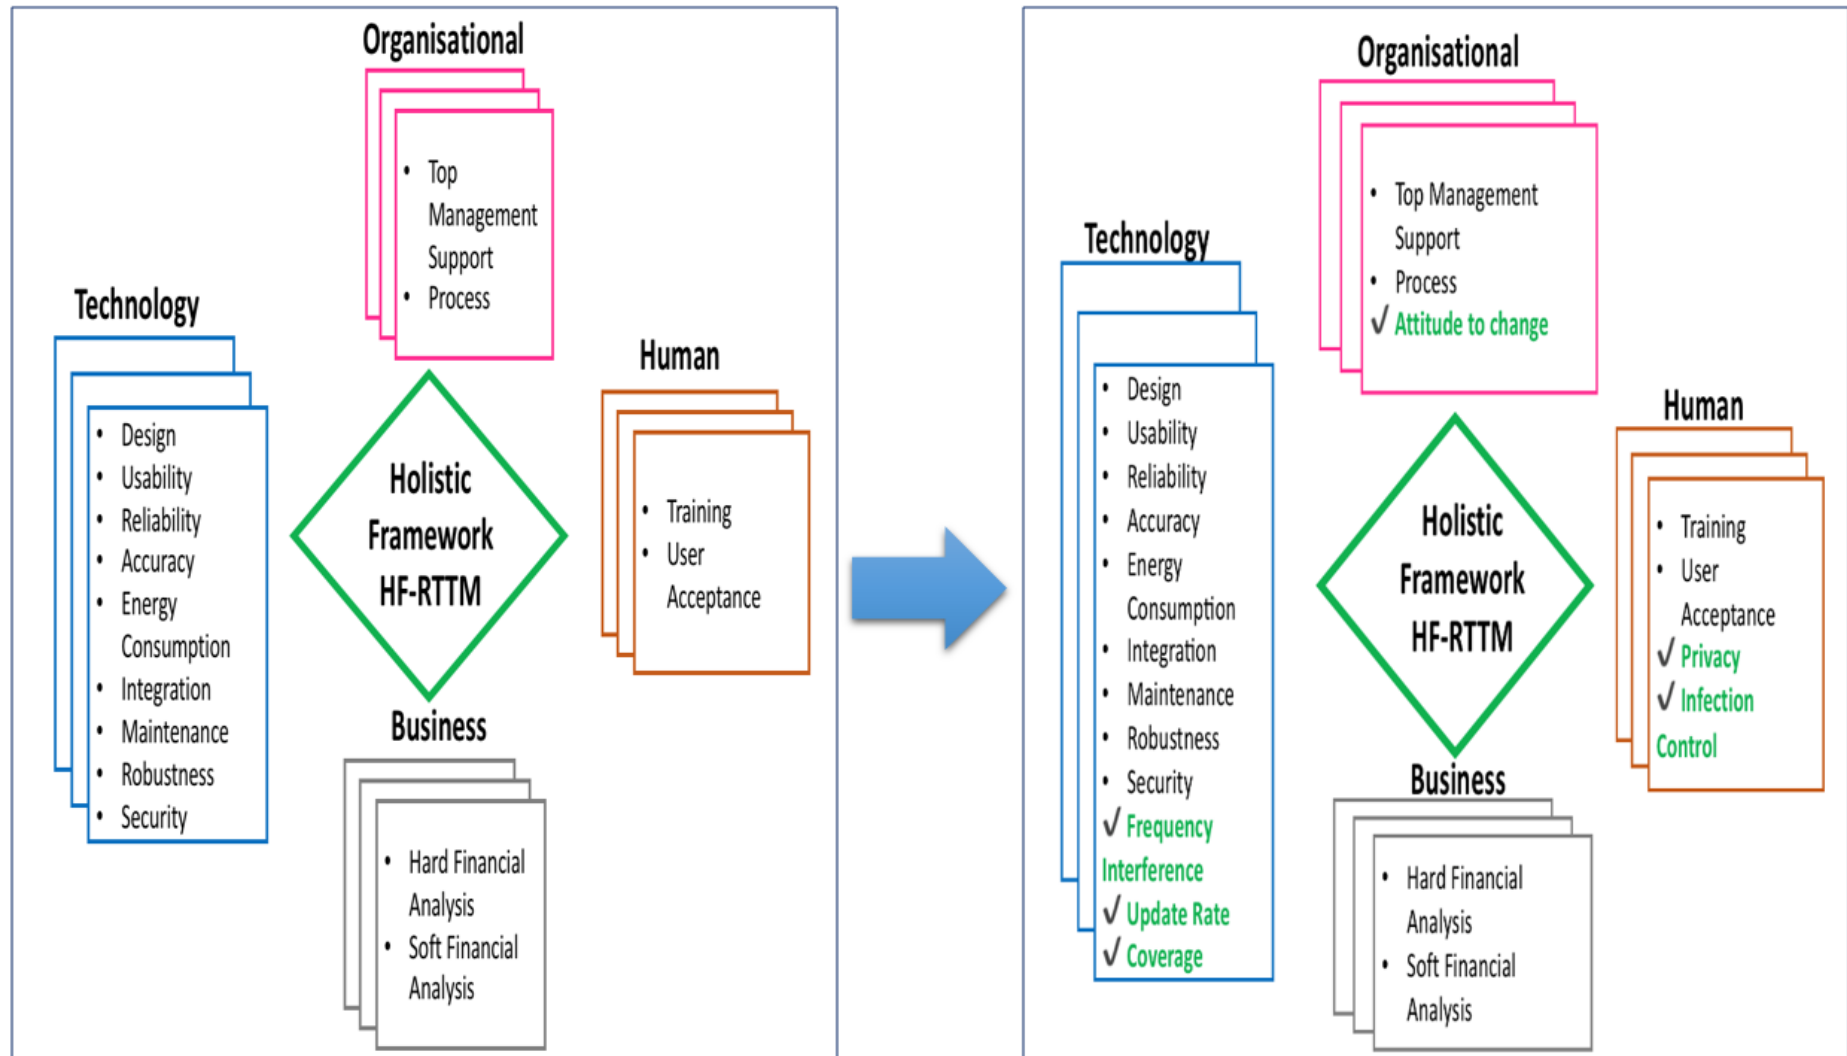 Organisational
• Top
Management
Support
• Process
Technology
• Design
• Usability
• Reliability
• Accuracy
• Energy
Consumption
• Integration
• Maintenance
• Robustness
• Security
Holistic
Framework
HF-RTTM
Human
• Training
• User
Acceptance
Business
• Hard Financial
Analysis
• Soft Financial
Analysis
Organisational
• Top Management
Support
• Process
✓ Attitude to change
Technology
• Design
• Usability
• Reliability
• Accuracy
• Energy
Consumption
• Integration
• Maintenance
• Robustness
• Security
✓ Frequency
Interference
✓ Update Rate
✓ Coverage
Holistic
Framework
HF-RTTM
Human
• Training
• User
Acceptance
✓ Privacy
✓ Infection
Control
Business
• Hard Financial
Analysis
• Soft Financial
Analysis